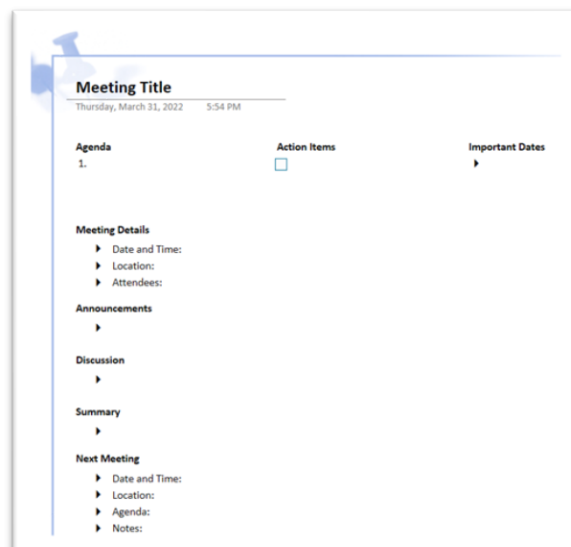 Meeting Title
Thursday, March 31, 2022 5:54 PM
Agenda Action Items Important Dates
1.
Meeting Details
Date and Time:
Location:
Attendees:
Announcements
Discussion
Summary
Next Meeting
Date and Time:
Location:
Agenda:
Notes: